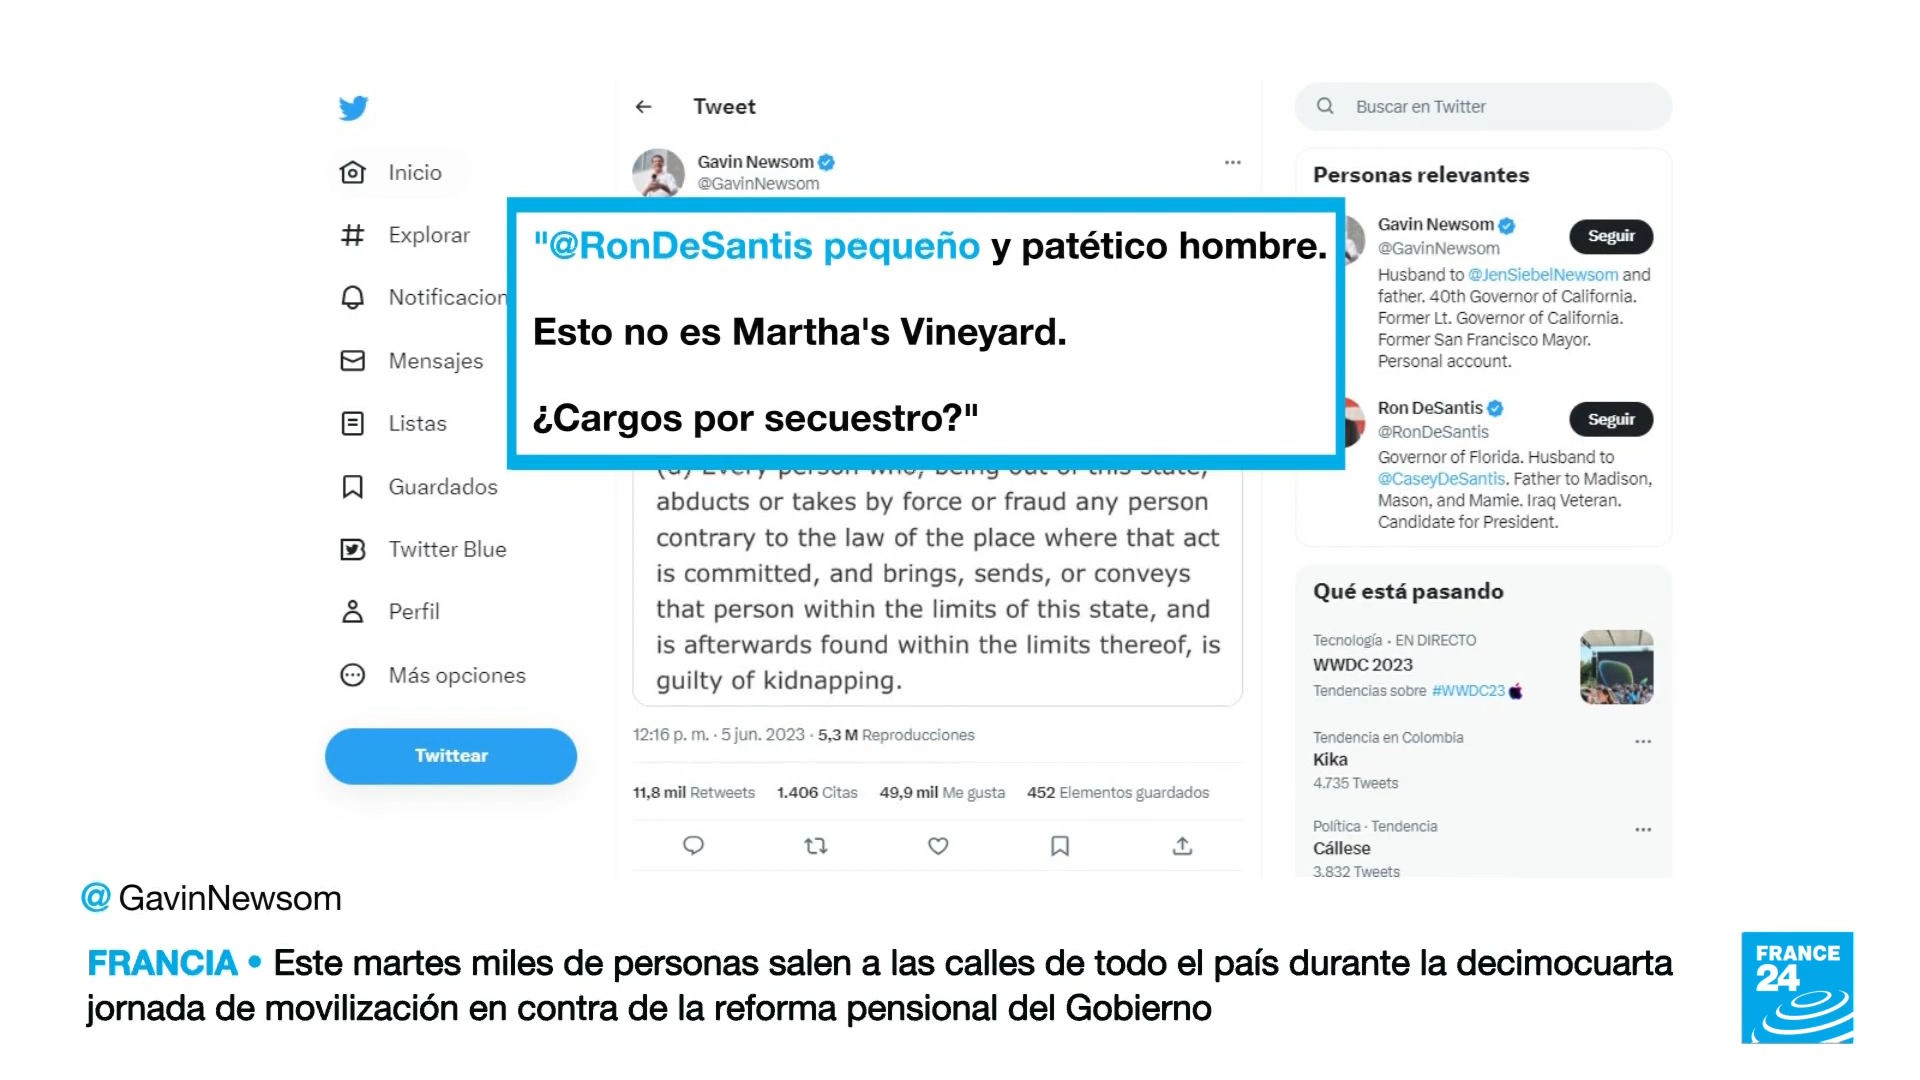 Tweet
Buscar en Twitter
Gavin Newsom
@GavinNewsom
Inicio
Explorar
Notificacion
Mensajes
Listas
Guardados
Twitter Blue
Perfil
Más opciones
Twittear
"@RonDeSantis pequeño y patético hombre.
Esto no es Martha's Vineyard.
¿Cargos por secuestro?"
(d) Every person who, being out of this state,
abducts or takes by force or fraud any person
contrary to the law of the place where that act
is committed, and brings, sends, or conveys
that person within the limits of this state, and
is afterwards found within the limits thereof, is
guilty of kidnapping.
12:16 p. m. · 5 jun. 2023 · 5,3 M Reproducciones
11,8 mil Retweets 1.406 Citas 49,9 mil Me gusta 452 Elementos guardados
Personas relevantes
Gavin Newsom
@GavinNewsom
Seguir
Husband to @JenSiebelNewsom and
father. 40th Governor of California.
Former Lt. Governor of California.
Former San Francisco Mayor.
Personal account.
Ron DeSantis
@RonDeSantis
Seguir
Governor of Florida. Husband to
@CaseyDeSantis. Father to Madison,
Mason, and Mamie. Iraq Veteran.
Candidate for President.
Qué está pasando
Tecnología · EN DIRECTO
WWDC 2023
Tendencias sobre #WWDC23
Tendencia en Colombia
Kika
4.735 Tweets
Política · Tendencia
Cállese
3.832 Tweets
@ GavinNewsom
FRANCIA • Este martes miles de personas salen a las calles de todo el país durante la decimocuarta
jornada de movilización en contra de la reforma pensional del Gobierno
FRANCE
24